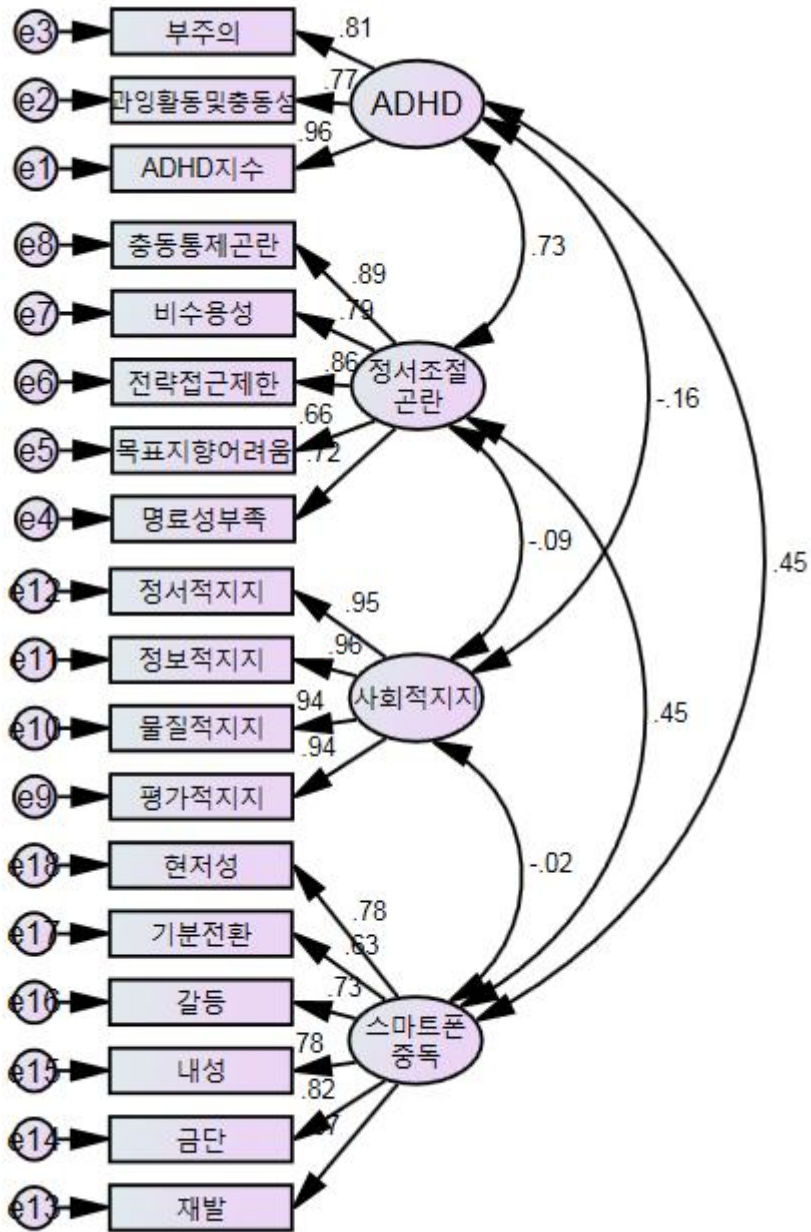 e3
부주의
.81
e2
과잉활동및충동성
.77
ADHD
e1
ADHD지수
.96
e8
충동통제곤란
.89
.73
e7
비수용성
.79
e6
전략접근제한
.86
정서조절
곤란
-.16
e5
목표지향어려움
.66
.72
e4
명료성부족
-.09
.45
e12
정서적지지
.95
e11
정보적지지
.96
사회적지지
e10
물질적지지
94
.45
e9
평가적지지
.94
e18
현저성
-.02
.78
e17
기분전환
.63
e16
갈등
.73
스마트폰
중독
e15
내성
78
e14
금단
.82
e13
재발